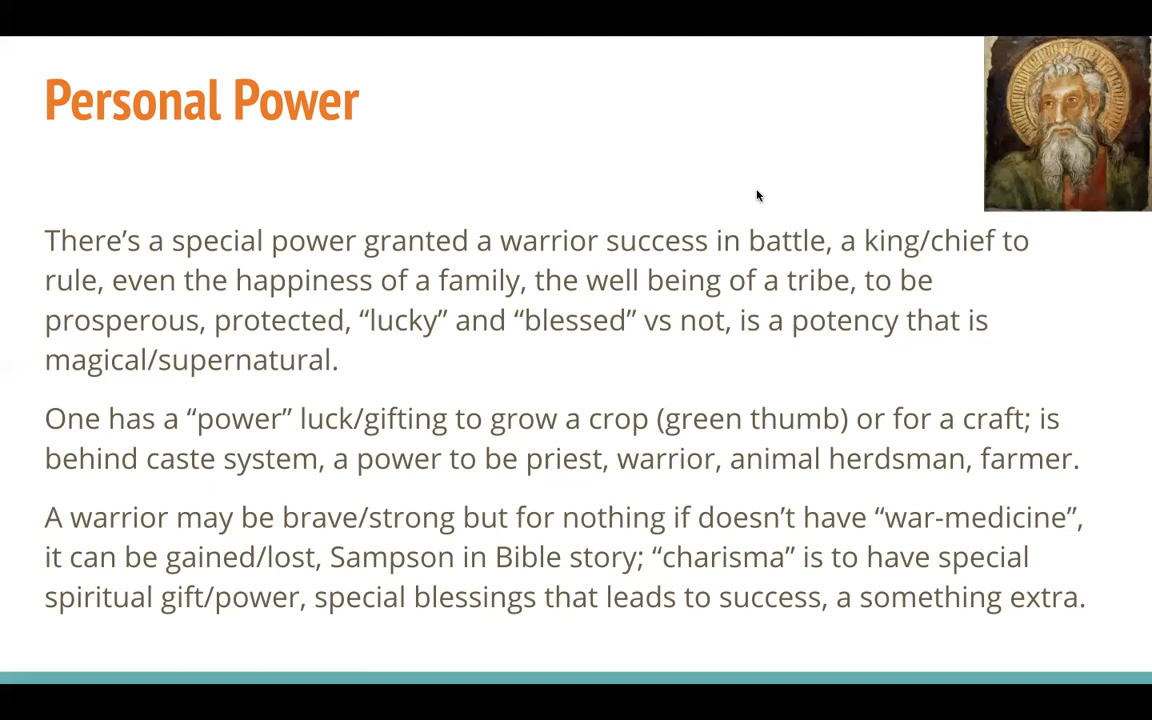 Personal Power
There’s a special power granted a warrior success in battle, a king/chief to
rule, even the happiness of a family, the well being of a tribe, to be
prosperous, protected, “lucky” and “blessed” vs not, is a potency that is
magical/supernatural.
One has a “power” luck/gifting to grow a crop (green thumb) or for a craft; is
behind caste system, a power to be priest, warrior, animal herdsman, farmer.
A warrior may be brave/strong but for nothing if doesn’t have “war-medicine”,
it can be gained/lost, Sampson in Bible story; “charisma” is to have special
spiritual gift/power, special blessings that leads to success, a something extra.